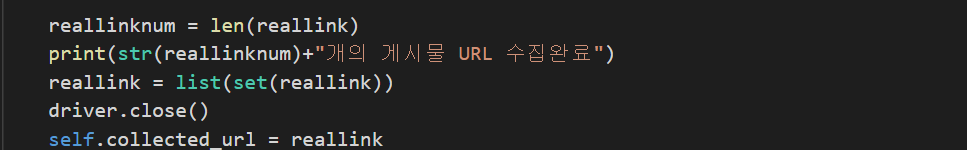 reallinknum = len(reallink)
print(str(reallinknum)+"개의 게시물 URL 수집완료")
reallink = list(set(reallink))
driver.close()
self.collected_url = reallink